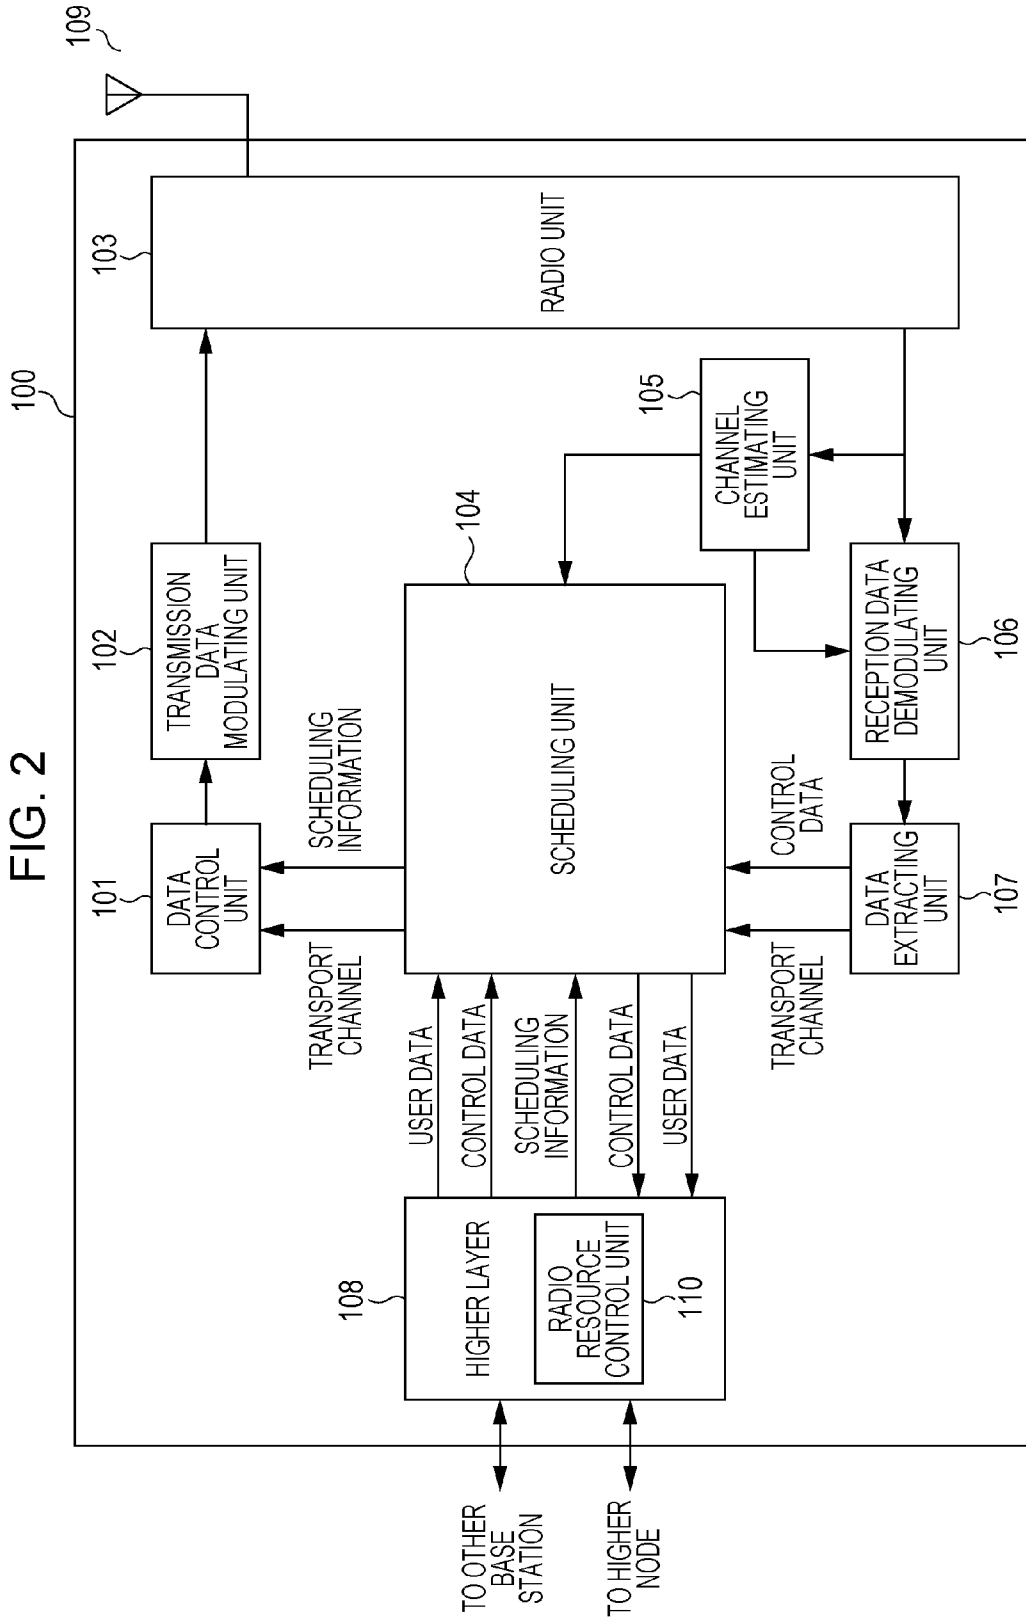 FIG. 2
100
109
101
DATA
CONTROL
UNIT
102
TRANSMISSION
DATA
MODULATING UNIT
103
RADIO UNIT
TRANSPORT
CHANNEL
SCHEDULING
INFORMATION
108
HIGHER LAYER
RADIO
RESOURCE
CONTROL UNIT
110
USER DATA
CONTROL DATA
SCHEDULING
INFORMATION
CONTROL DATA
USER DATA
104
SCHEDULING UNIT
105
CHANNEL
ESTIMATING
UNIT
TO OTHER
BASE
STATION
TO HIGHER
NODE
TRANSPORT
CHANNEL
CONTROL
DATA
DATA
EXTRACTING
UNIT
107
RECEPTION DATA
DEMODULATING
UNIT
106